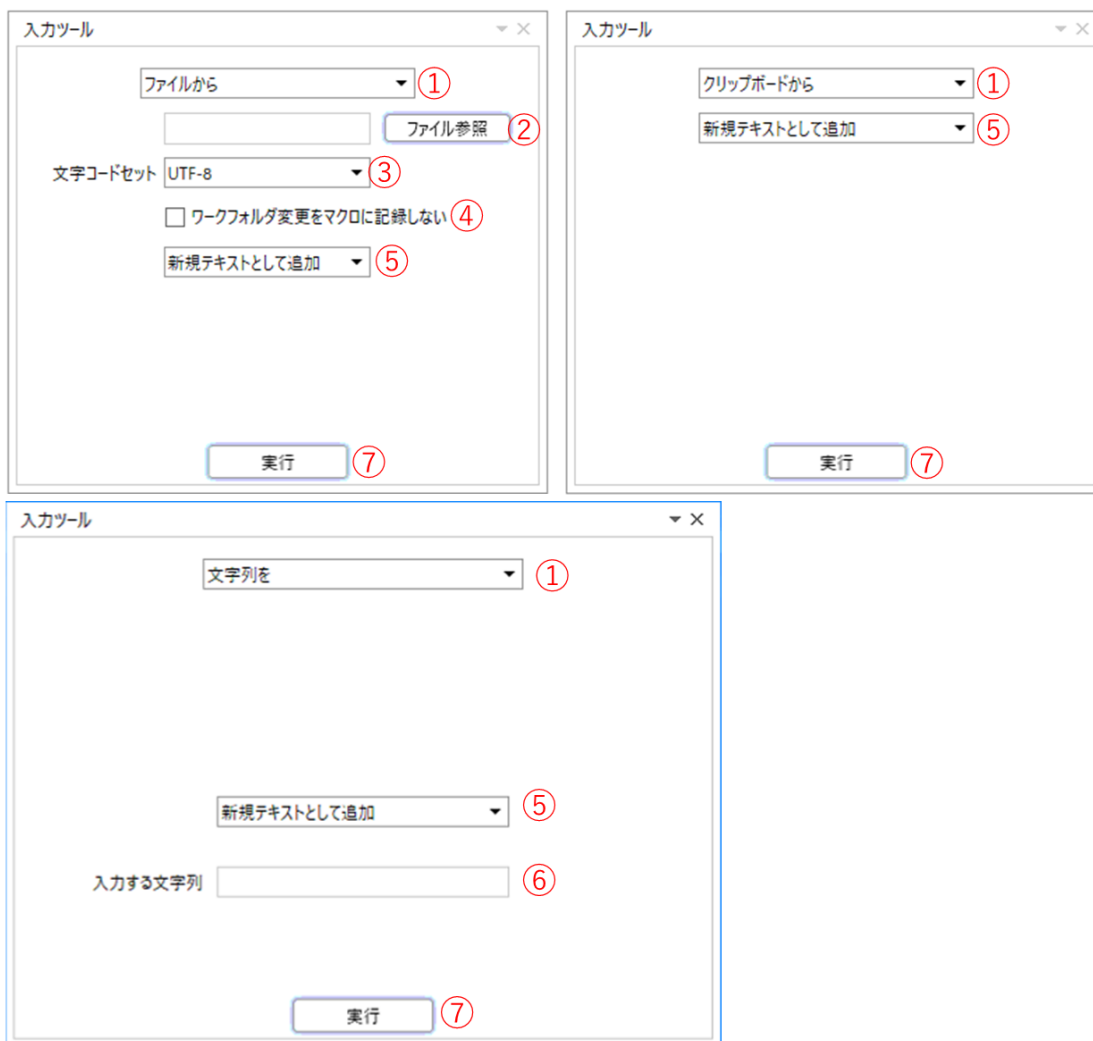 入力ツール
ファイルから ①
ファイル参照 ②
文字コードセット UTF-8 ③
ワークフォルダ変更をマクロに記録しない ④
新規テキストとして追加 ⑤
実行 ⑦
入力ツール
クリップボードから ①
新規テキストとして追加 ⑤
実行 ⑦
入力ツール
文字列を ①
新規テキストとして追加 ⑤
入力する文字列 ⑥
実行 ⑦